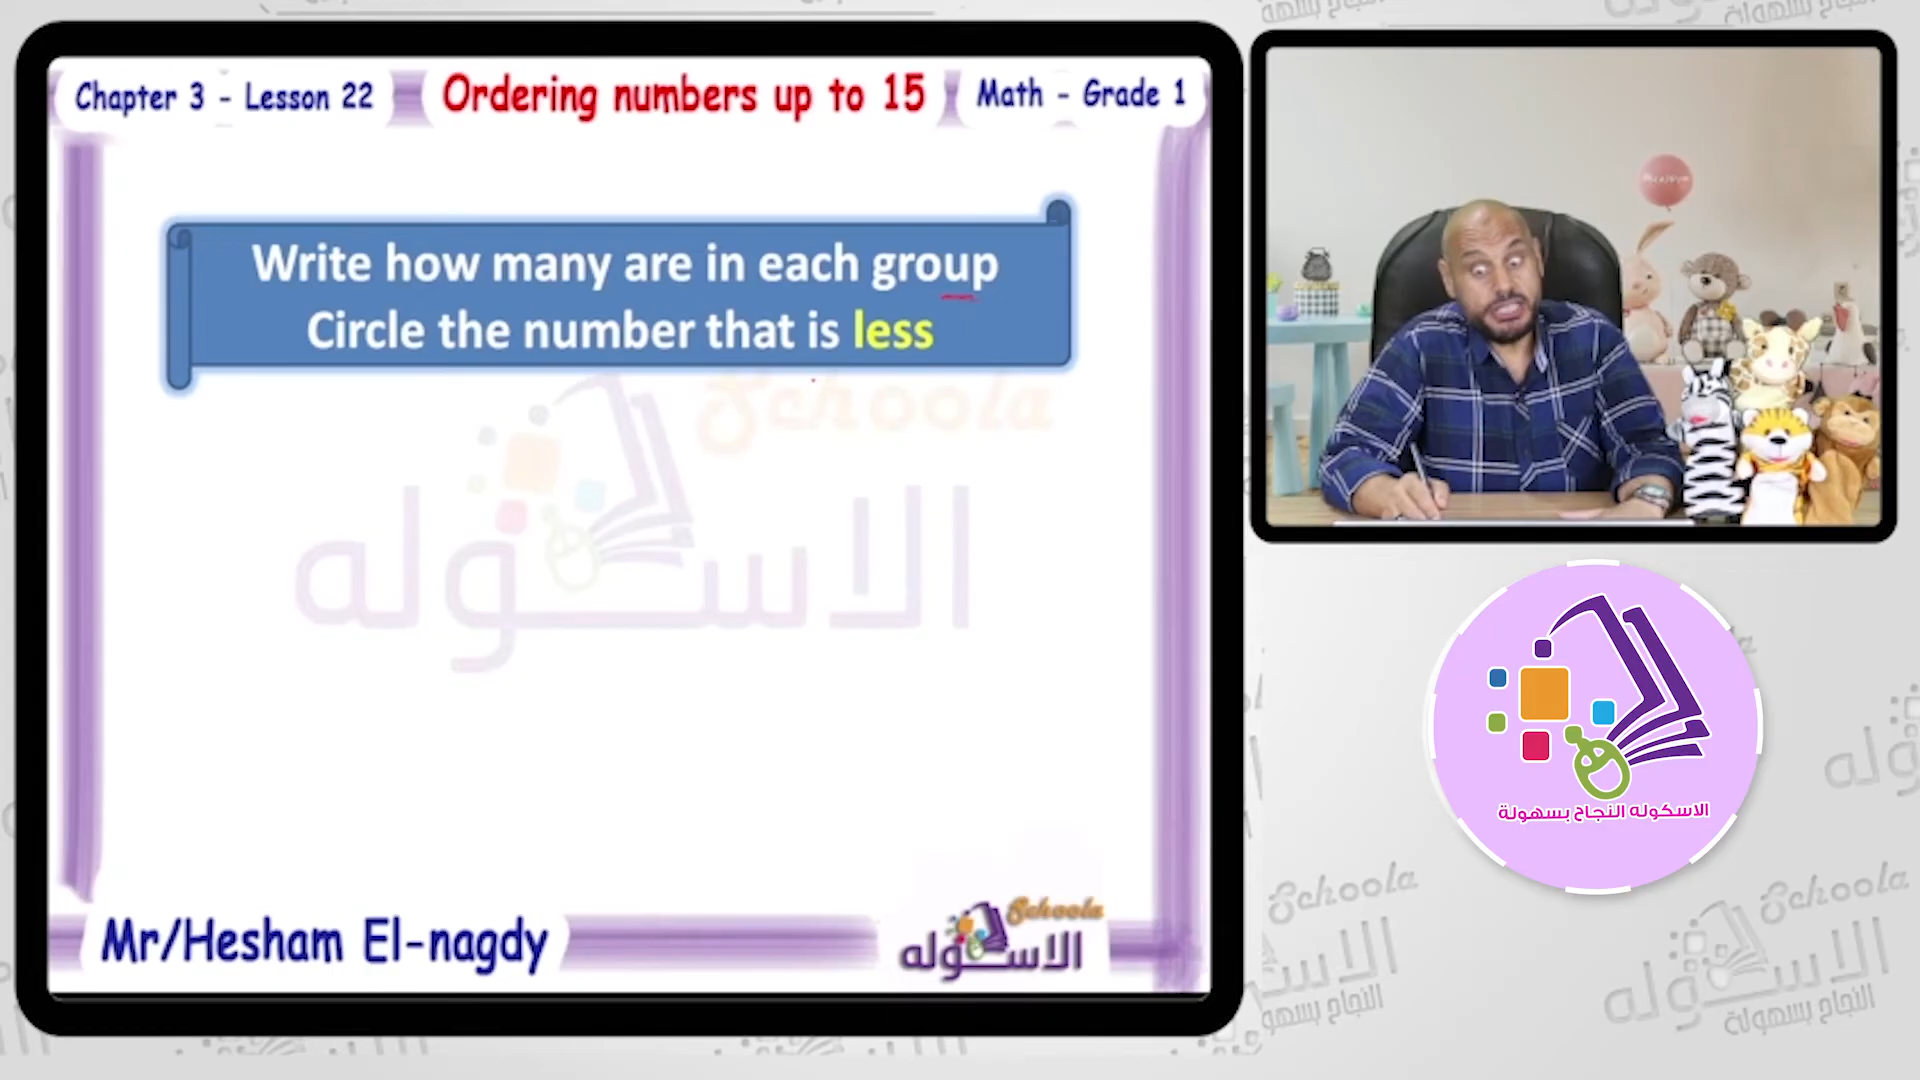 Chapter 3 - Lesson 22
Ordering numbers up to 15
Math - Grade 1
Write how many are in each group
Circle the number that is less
Schoola
الاسكوله
Mr/Hesham El-nagdy
Schoola
الاسكوله
الاسكوله النجاح بسهولة
Schoola
الاسكوله
النجاح بسهولة
Schoola
الاسكوله
النجاح بسهولة